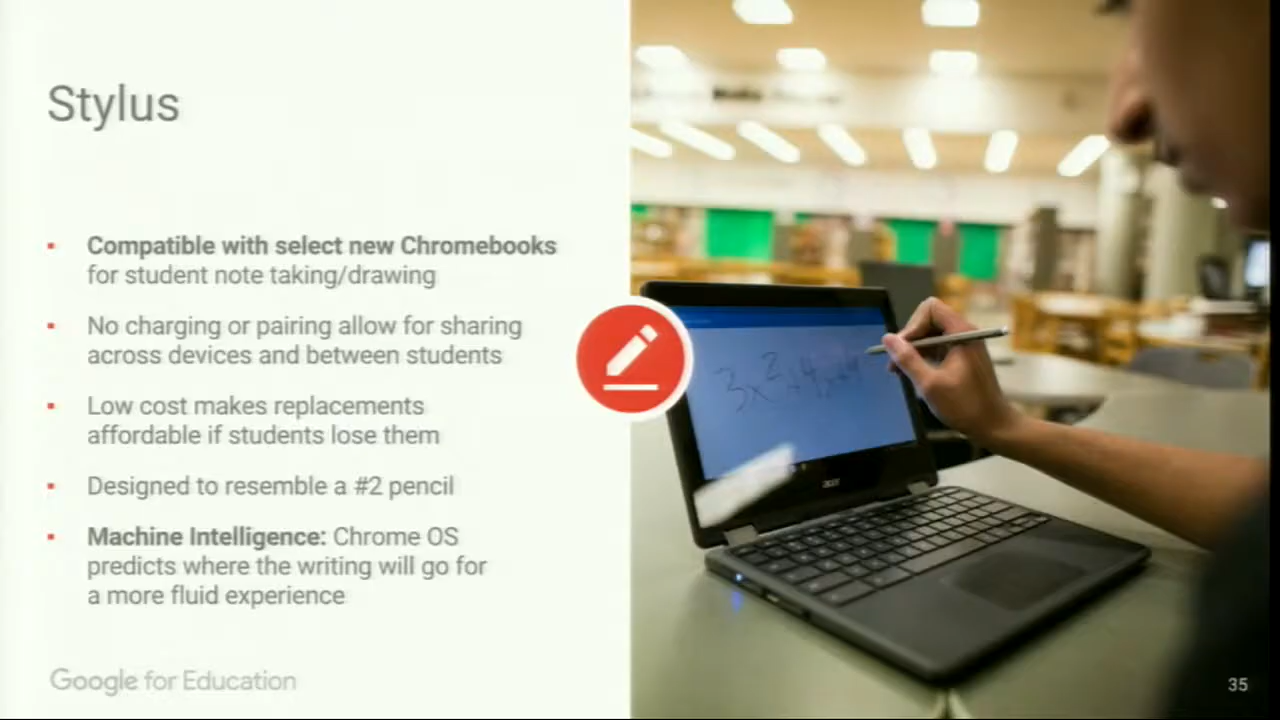 Stylus
Compatible with select new Chromebooks
for student note taking/drawing
No charging or pairing allow for sharing
across devices and between students
Low cost makes replacements
affordable if students lose them
Designed to resemble a #2 pencil
Machine Intelligence: Chrome OS
predicts where the writing will go for
a more fluid experience
Google for Education
acer
35